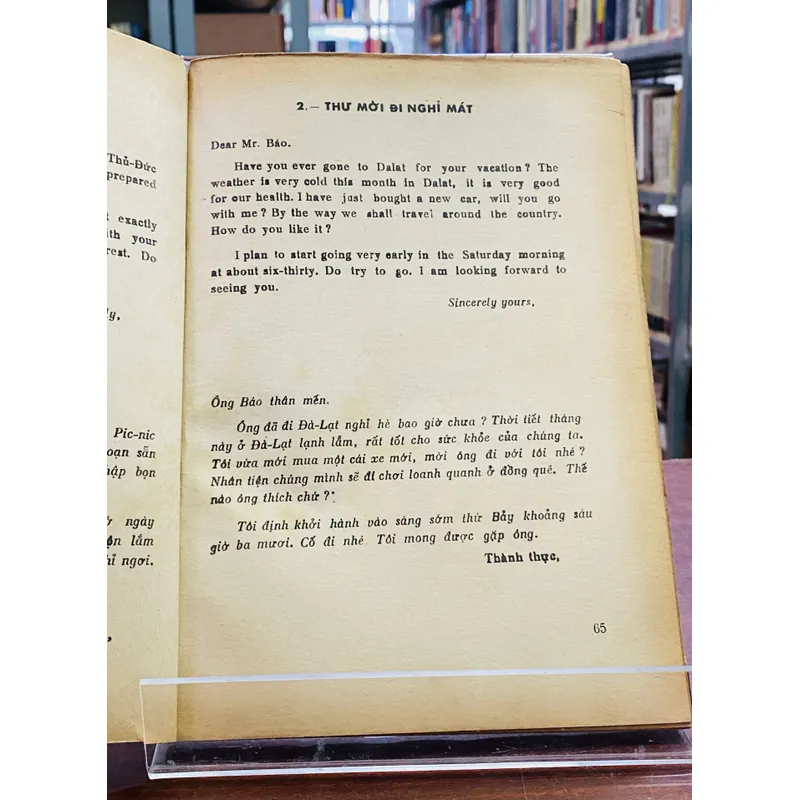 Thủ-Đức
prepared
exactly
with your
rest. Do
ly,
Pic-nic
oạn sẵn
hập bọn
ờ ngày
ộn lắm
hỉ ngơi.
2.— THƯ MỜI ĐI NGHỈ MÁT
Dear Mr. Báo.
Have you ever gone to Dalat for your vacation? The
weather is very cold this month in Dalat, it is very good
for our health. I have just bought a new car, will you go
with me? By the way we shall travel around the country.
How do you like it?
I plan to start going very early in the Saturday morning
at about six-thirty. Do try to go. I am looking forward to
seeing you.
Sincerely yours,
Ông Báo thân mến.
Ông đã đi Đà-Lạt nghỉ hè bao giờ chưa? Thời tiết tháng
này ở Đà-Lạt lạnh lắm, rất tốt cho sức khỏe của chúng ta.
Tôi vừa mới mua một cái xe mới, mời ông đi với tôi nhé?
Nhân tiện chúng mình sẽ đi chơi loanh quanh ở đồng quê. Thế
nào ông thích chứ?
Tôi định khởi hành vào sáng sớm thứ Bảy khoảng sáu
giờ ba mươi. Cố đi nhé. Tôi mong được gặp ông.
Thành thực,
65